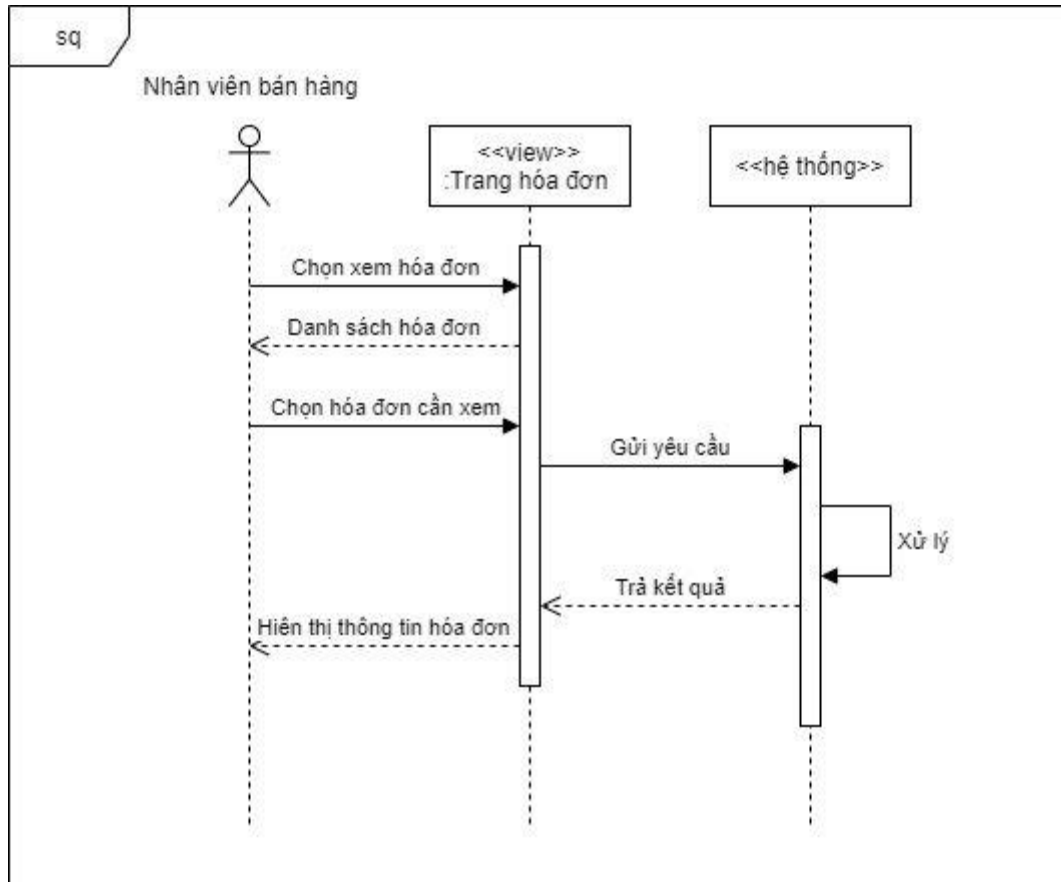 sq
Nhân viên bán hàng
<<view>>
:Trang hóa đơn
<<hệ thống>>
Chọn xem hóa đơn
Danh sách hóa đơn
Chọn hóa đơn cần xem
Gửi yêu cầu
Xử lý
Trả kết quả
Hiên thị thông tin hóa đơn